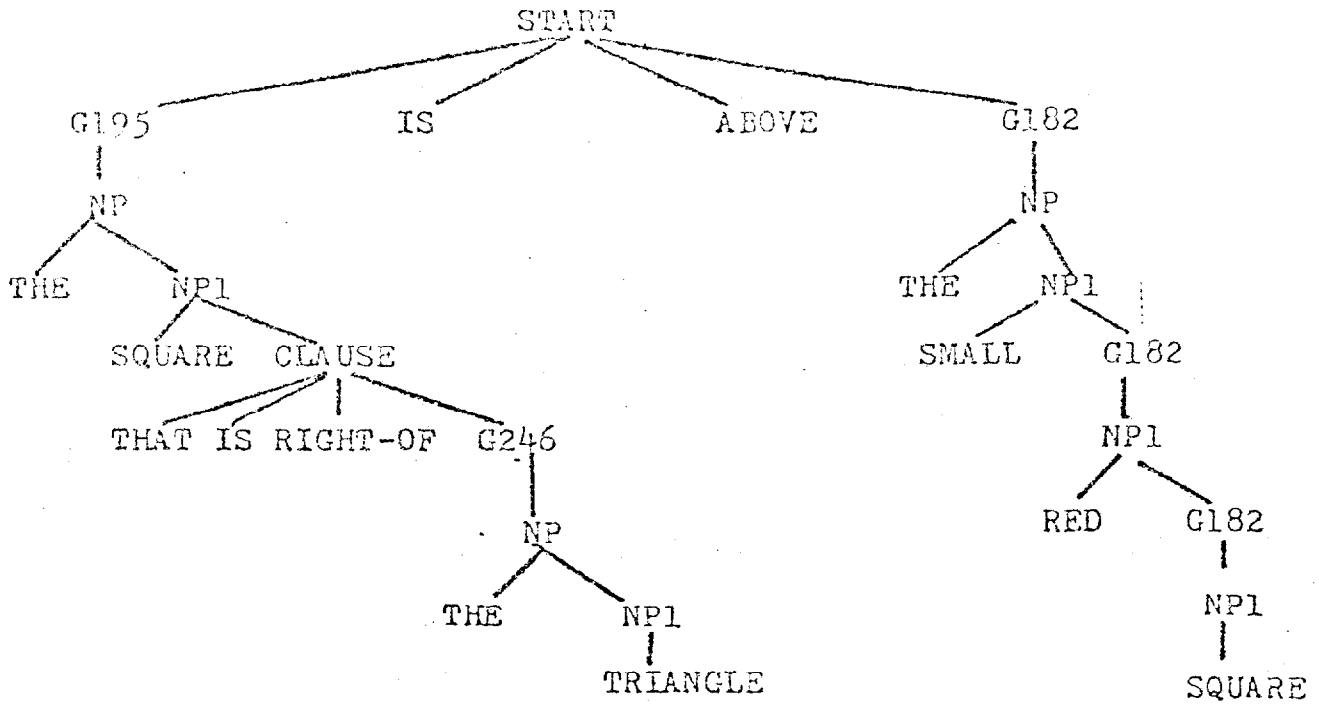 START
G195 IS ABOVE G182
NP NP
THE NP1 THE NP1
SQUARE CLAUSE SMALL G182
THAT IS RIGHT-OF G246 NP1
RED G182
NP
THE NP1 NP1
TRIANGLE SQUARE